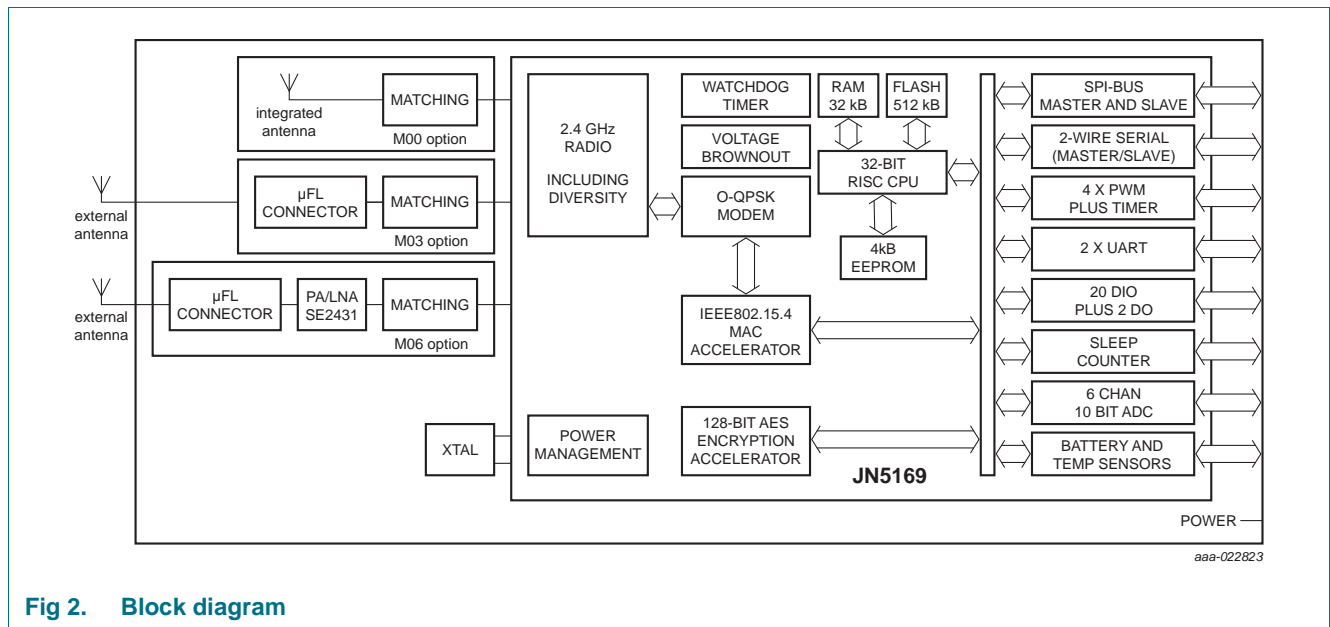 integrated
antenna
MATCHING
M00 option
external
antenna
µFL
CONNECTOR
MATCHING
M03 option
external
antenna
µFL
CONNECTOR
PA/LNA
SE2431
MATCHING
M06 option
XTAL
2.4 GHz
RADIO
INCLUDING
DIVERSITY
POWER
MANAGEMENT
WATCHDOG
TIMER
VOLTAGE
BROWNOUT
O-QPSK
MODEM
IEEE802.15.4
MAC
ACCELERATOR
128-BIT AES
ENCRYPTION
ACCELERATOR
RAM
32 kB
FLASH
512 kB
32-BIT
RISC CPU
4kB
EEPROM
JN5169
SPI-BUS
MASTER AND SLAVE
2-WIRE SERIAL
(MASTER/SLAVE)
4 X PWM
PLUS TIMER
2 X UART
20 DIO
PLUS 2 DO
SLEEP
COUNTER
6 CHAN
10 BIT ADC
BATTERY AND
TEMP SENSORS
POWER
aaa-022823
Fig 2. Block diagram